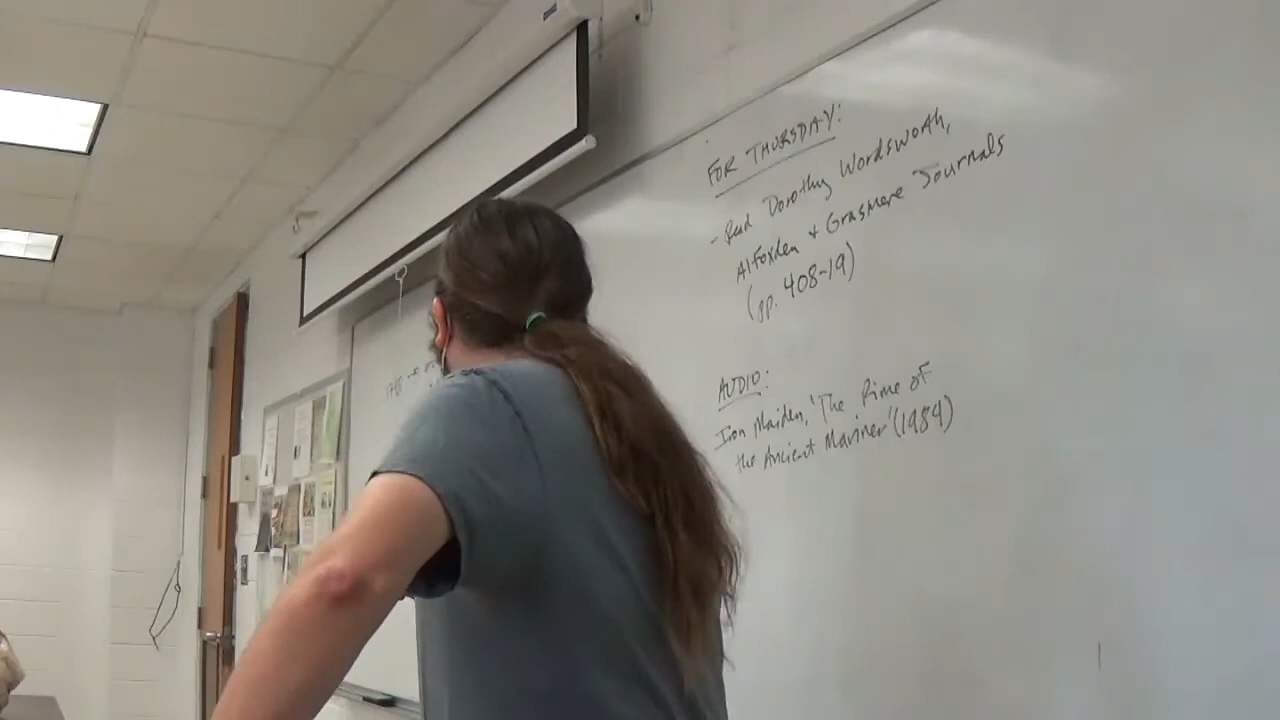 FOR THURSDAY:
- Read Dorothy Wordsworth,
Alfoxden + Grasmere Journals
(pp. 408-19)
AUDIO:
Iron Maiden, 'The Rime of
the Ancient Mariner' (1984)